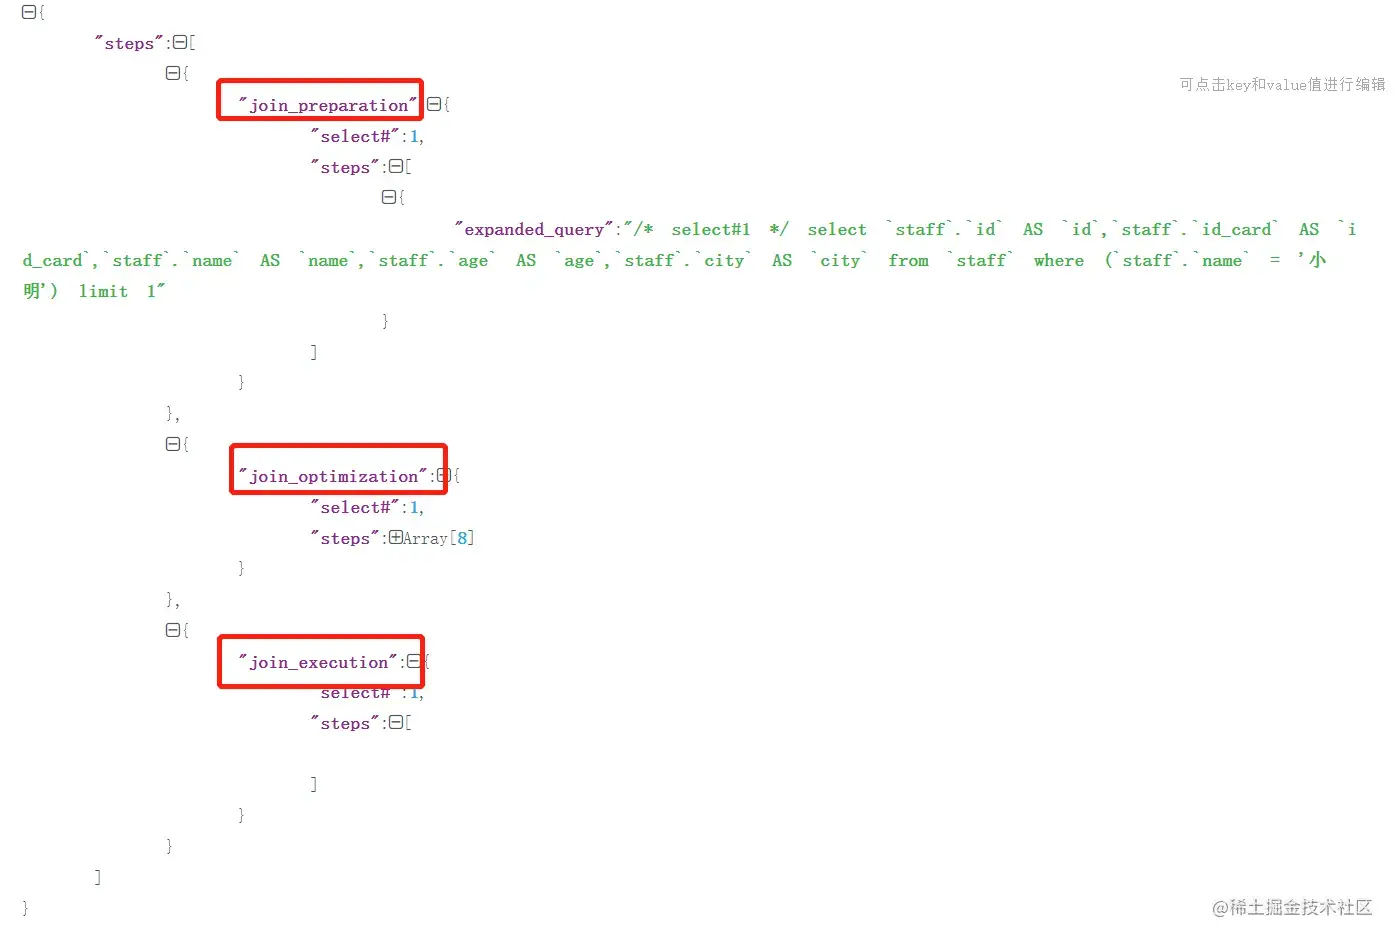 {
"steps":[
{
可点击key和value值进行编辑
"join_preparation" {
"select#":1,
"steps":[
{
"expanded_query":"/* select#1 */ select `staff`.`id` AS `id`,`staff`.`id_card` AS `i
d_card`,`staff`.`name` AS `name`,`staff`.`age` AS `age`,`staff`.`city` AS `city` from `staff` where (`staff`.`name` = '小
明') limit 1"
}
]
}
},
{
"join_optimization":{
"select#":1,
"steps":Array[8]
}
},
{
"join_execution":{
select# :1,
"steps":[
]
}
}
]
}
@稀土掘金技术社区